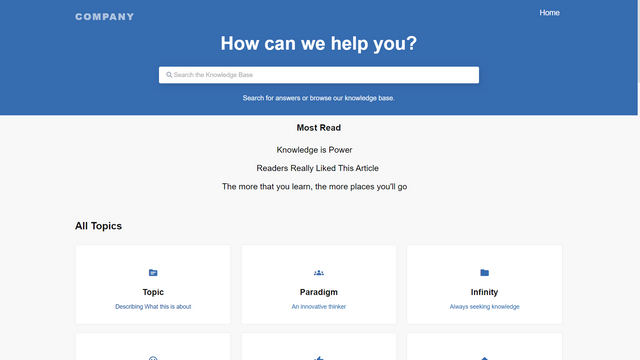 COMPANY
Home
How can we help you?
Search the Knowledge Base
Search for answers or browse our knowledge base.
Most Read
Knowledge is Power
Readers Really Liked This Article
The more that you learn, the more places you'll go
All Topics
Topic
Describing What this is about
Paradigm
An innovative thinker
Infinity
Always seeking knowledge